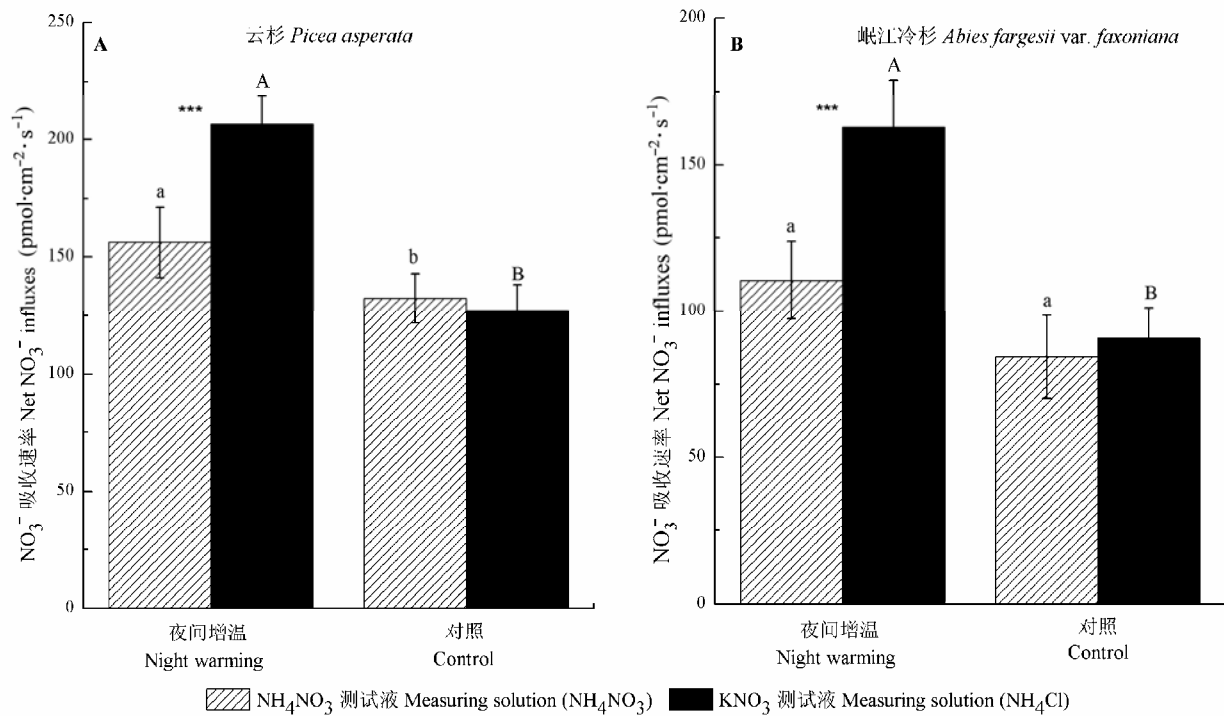 A
云杉 Picea asperata
NO₃⁻ 吸收速率 Net NO₃⁻ influxes (pmol·cm⁻²·s⁻¹)
250
200
150
100
50
0
***
a
A
b
B
夜间增温
Night warming
对照
Control
B
岷江冷杉 Abies fargesii var. faxoniana
NO₃⁻ 吸收速率 Net NO₃⁻ influxes (pmol·cm⁻²·s⁻¹)
200
150
100
50
0
***
a
A
a
B
夜间增温
Night warming
对照
Control
NH₄NO₃ 测试液 Measuring solution (NH₄NO₃)
KNO₃ 测试液 Measuring solution (NH₄Cl)